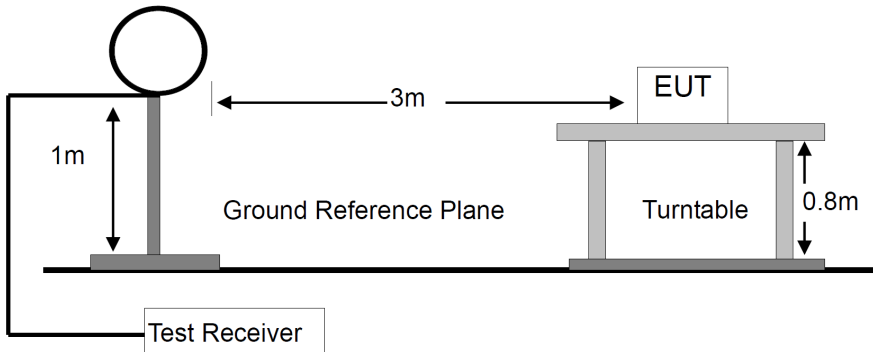 EUT
3m
1m
0.8m
Ground Reference Plane
Turntable
Test Receiver